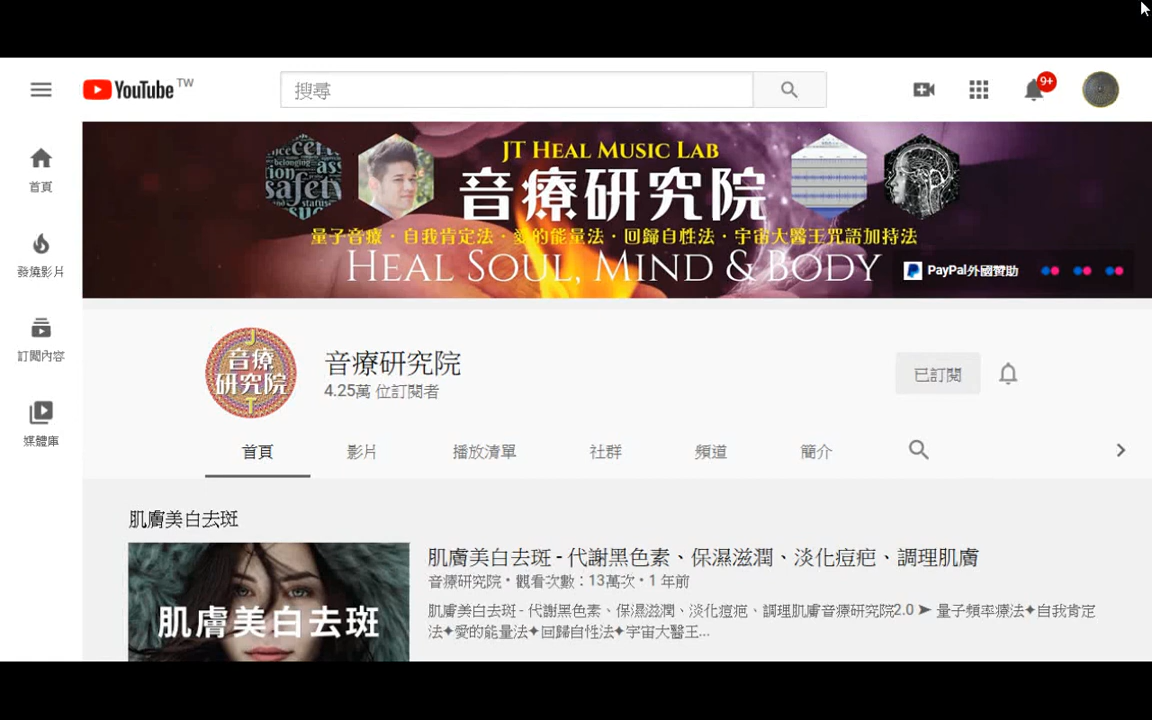 YouTube TW
搜尋
9+
首頁
發燒影片
訂閱內容
媒體庫
JT HEAL MUSIC LAB
音療研究院
量子音療‧自我肯定法‧愛的能量法‧回歸自性法‧宇宙大醫王咒語加持法
HEAL SOUL, MIND & BODY
safety
PayPal外國贊助
J
音療
研究院
T
音療研究院
4.25萬 位訂閱者
已訂閱
首頁
影片
播放清單
社群
頻道
簡介
肌膚美白去斑
肌膚美白去斑
肌膚美白去斑 - 代謝黑色素、保濕滋潤、淡化痘疤、調理肌膚
音療研究院 • 觀看次數：13萬次 • 1 年前
肌膚美白去斑 - 代謝黑色素、保濕滋潤、淡化痘疤、調理肌膚音療研究院2.0 ➤ 量子頻率療法✦自我肯定
法✦愛的能量法✦回歸自性法✦宇宙大醫王...